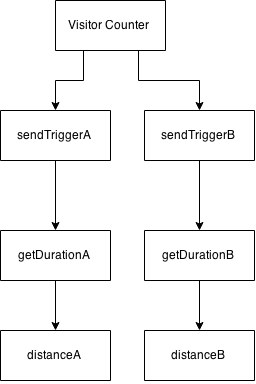 Visitor Counter
sendTriggerA
sendTriggerB
getDurationA
getDurationB
distanceA
distanceB